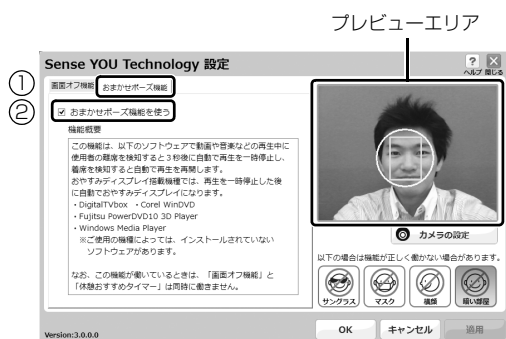 プレビューエリア
Sense YOU Technology 設定
ヘルプ 閉じる
①
画面オフ機能 おまかせポーズ機能
②
おまかせポーズ機能を使う
機能概要
この機能は、以下のソフトウェアで動画や音楽などの再生中に
使用者の離席を検知すると３秒後に自動で再生を一時停止し、
着席を検知すると自動で再生を再開します。
おやすみディスプレイ搭載機種では、再生を一時停止した後
に自動でおやすみディスプレイになります。
・DigitalTVbox ・Corel WinDVD
・Fujitsu PowerDVD10 3D Player
・Windows Media Player
※ご使用の機種によっては、インストールされていない
ソフトウェアがあります。
なお、この機能が働いているときは、「画面オフ機能」と
「休憩おすすめタイマー」は同時に働きません。
カメラの設定
以下の場合は機能が正しく働かない場合があります。
サングラス マスク 横顔 暗い部屋
Version:3.0.0.0
OK キャンセル 適用